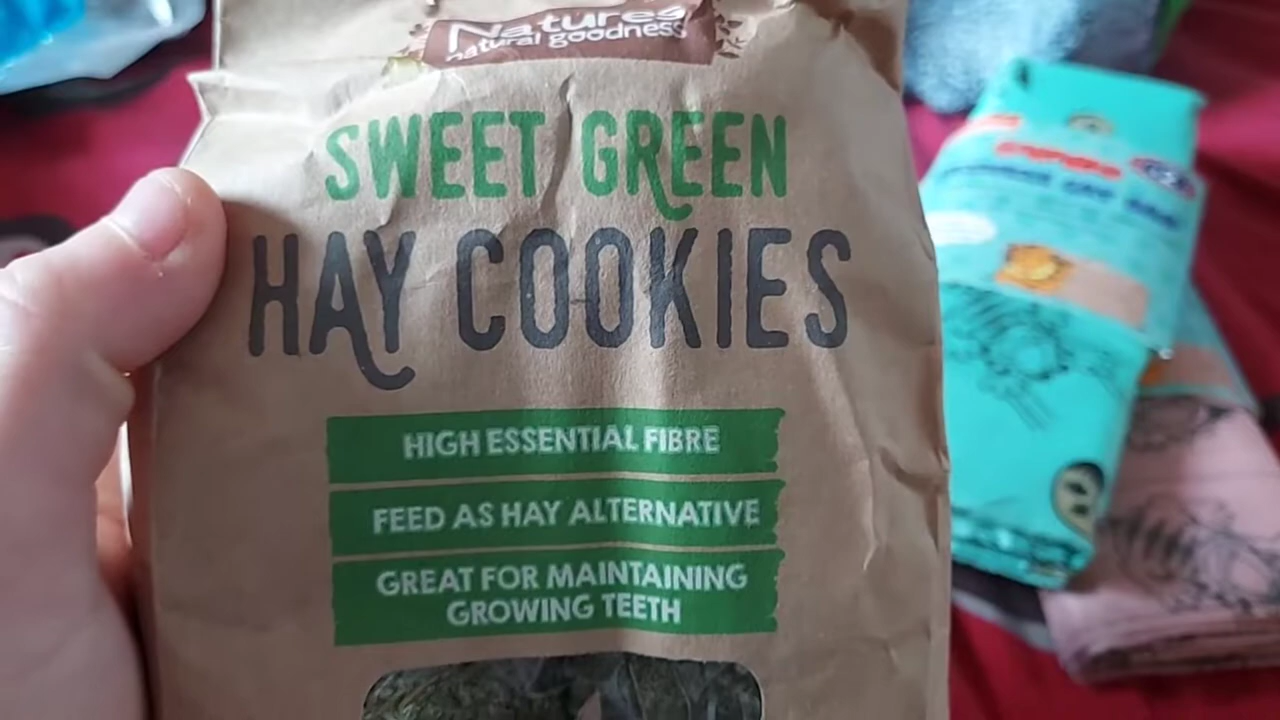 Natures
natural goodness
SWEET GREEN
HAY COOKIES
HIGH ESSENTIAL FIBRE
FEED AS HAY ALTERNATIVE
GREAT FOR MAINTAINING
GROWING TEETH